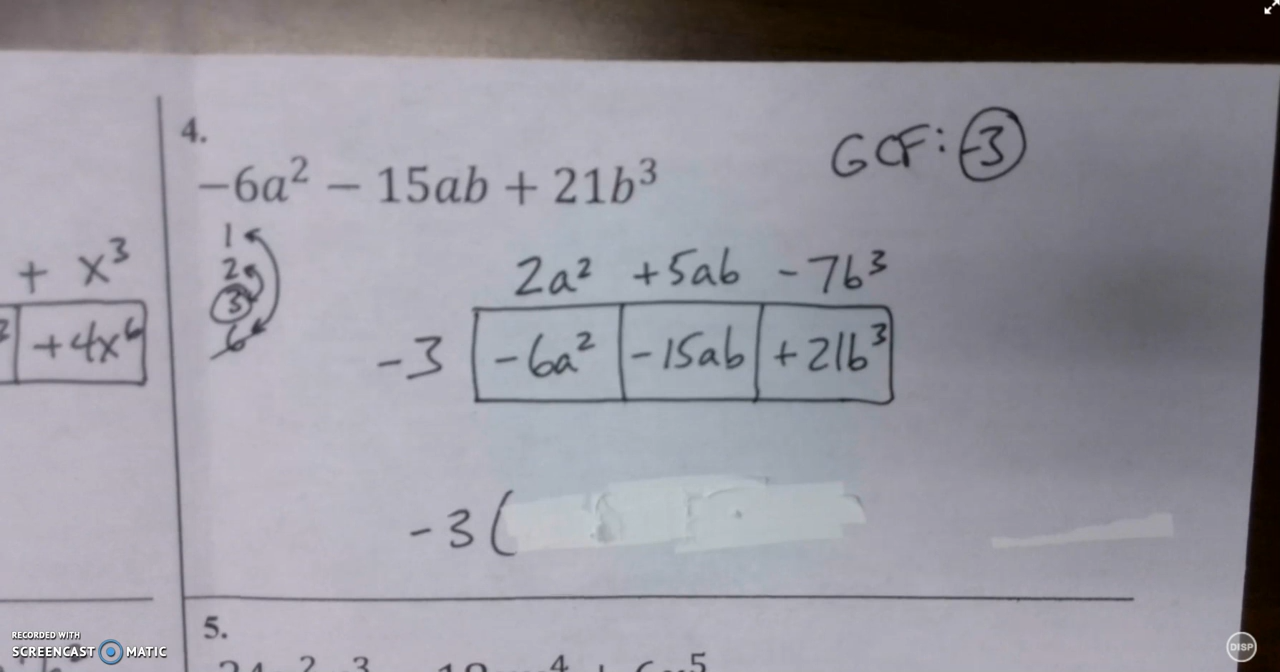 4.
GCF: -3
−6a² − 15ab + 21b³
1
2
3
6
+ x³
+4x⁶
2a² +5ab -7b³
-3 -6a² -15ab +21b³
-3 (
5.
RECORDED WITH
SCREENCAST MATIC
DISP